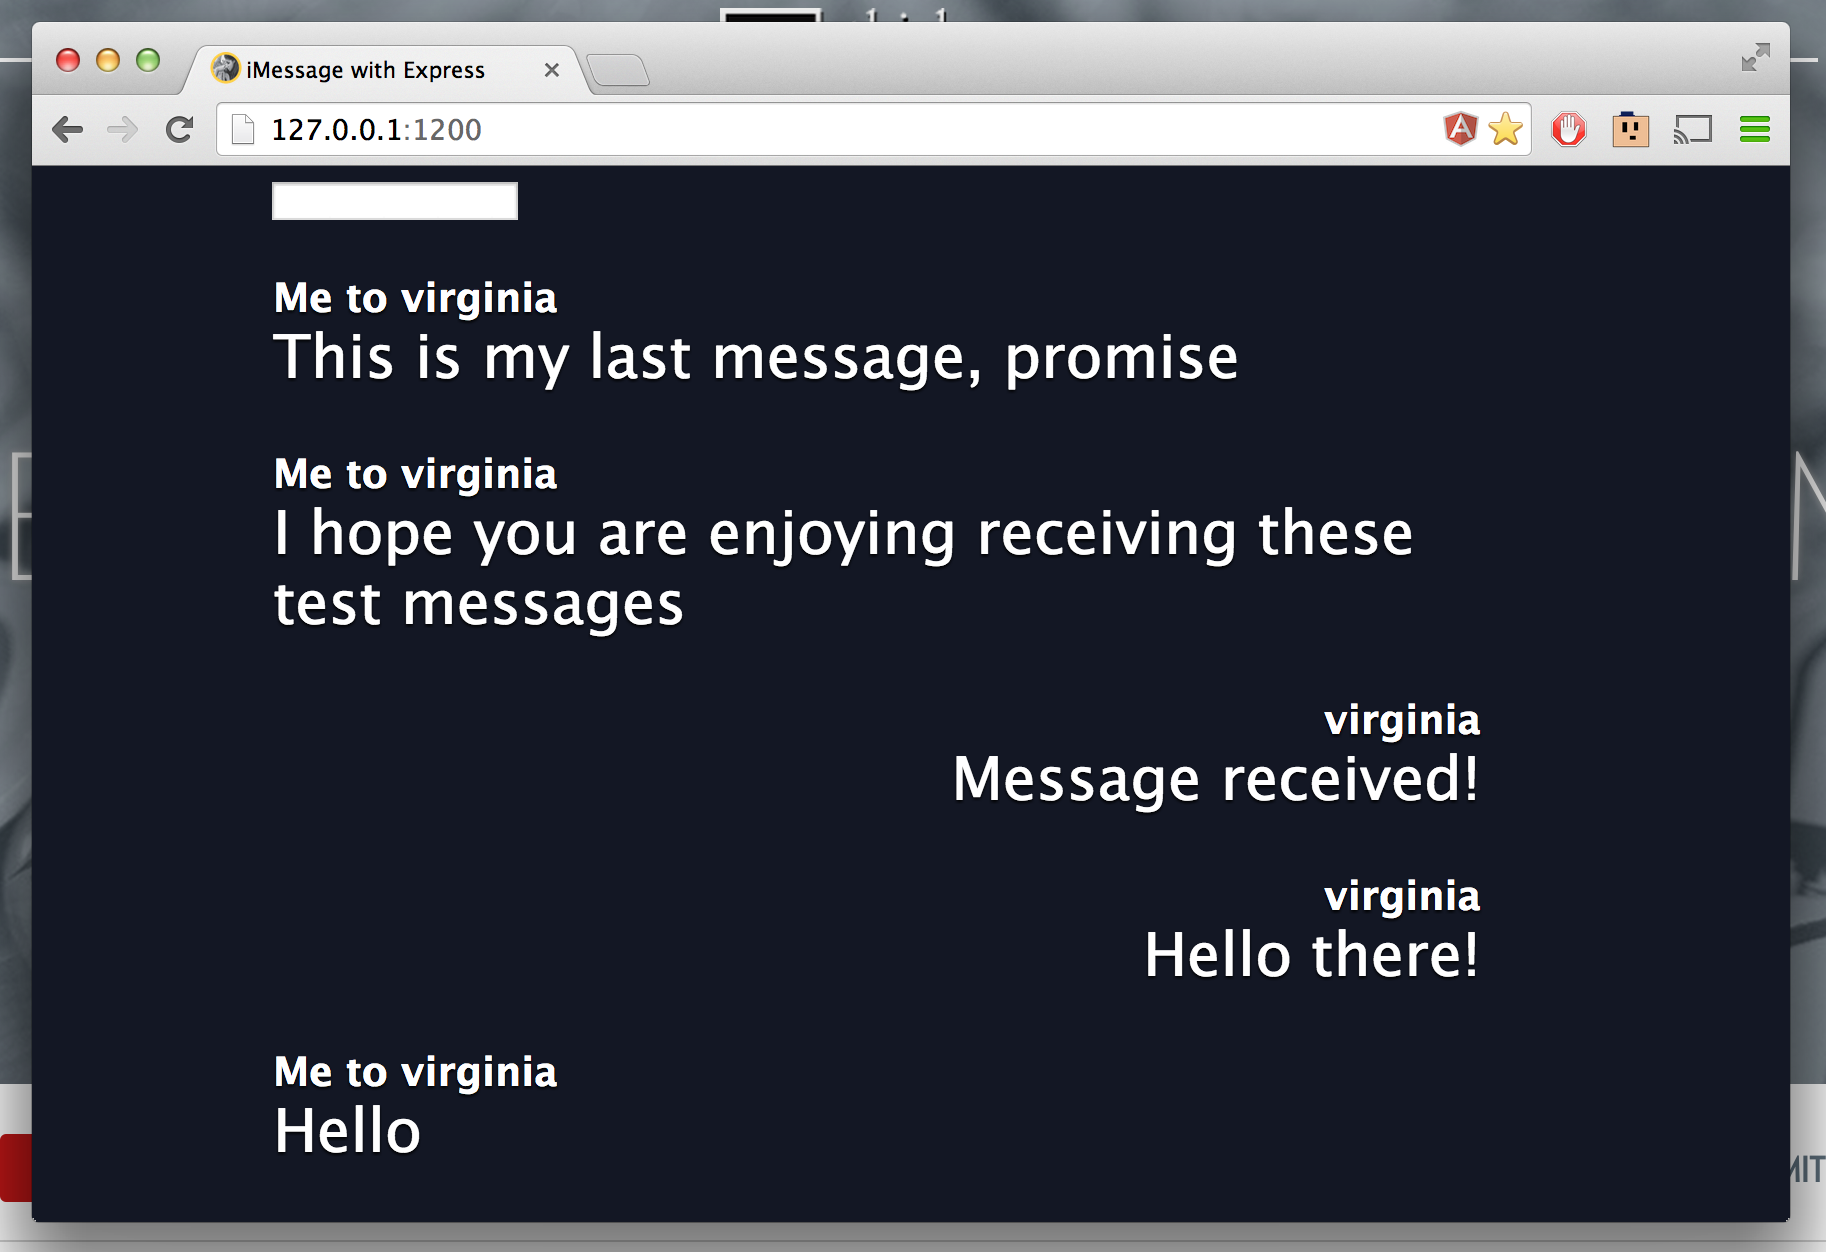 iMessage with Express
127.0.0.1:1200
Me to virginia
This is my last message, promise
Me to virginia
I hope you are enjoying receiving these
test messages
virginia
Message received!
virginia
Hello there!
Me to virginia
Hello